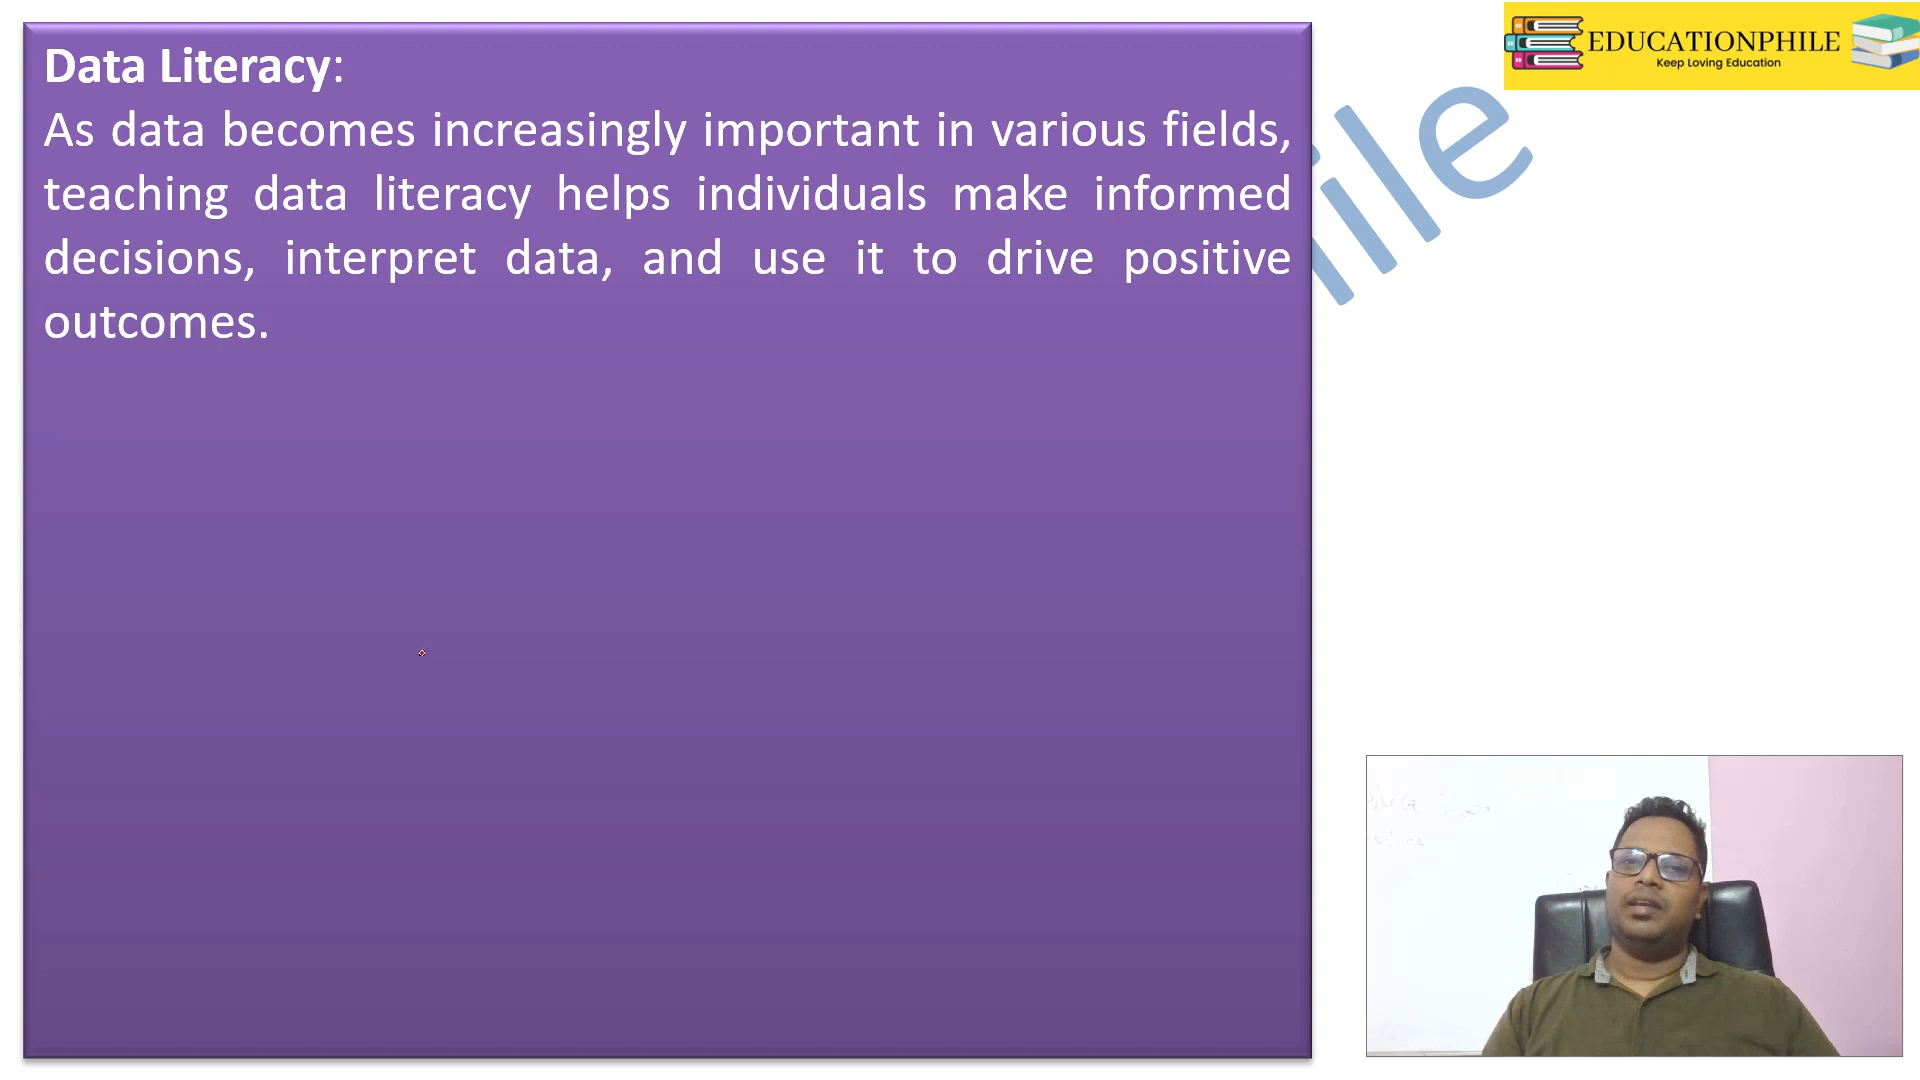 Data Literacy:
As data becomes increasingly important in various fields,
teaching data literacy helps individuals make informed
decisions, interpret data, and use it to drive positive
outcomes.
EDUCATIONPHILE
Keep Loving Education
ile